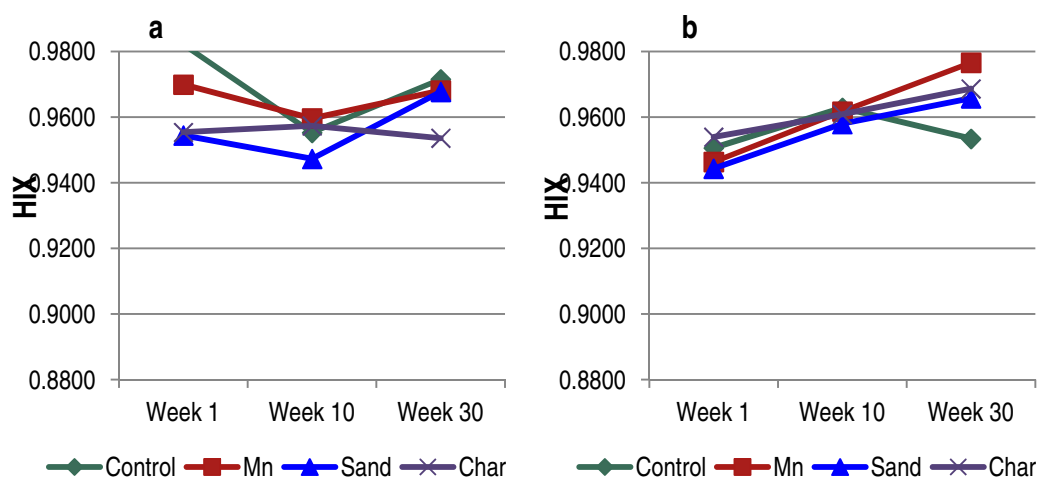 a
0.9800
0.9600
0.9400
0.9200
0.9000
0.8800
HIX
Week 1 Week 10 Week 30
Control Mn Sand Char
b
0.9800
0.9600
0.9400
0.9200
0.9000
0.8800
HIX
Week 1 Week 10 Week 30
Control Mn Sand Char